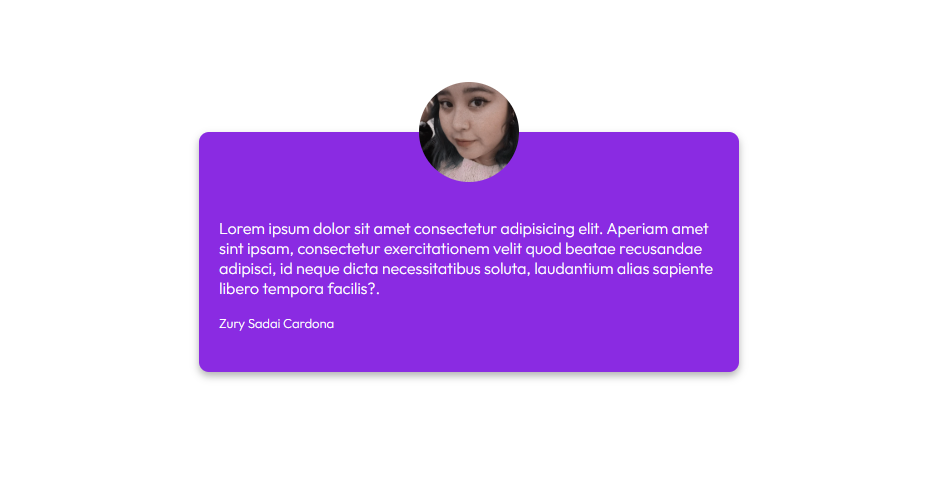 Lorem ipsum dolor sit amet consectetur adipisicing elit. Aperiam amet
sint ipsam, consectetur exercitationem velit quod beatae recusandae
adipisci, id neque dicta necessitatibus soluta, laudantium alias sapiente
libero tempora facilis?.
Zury Sadai Cardona